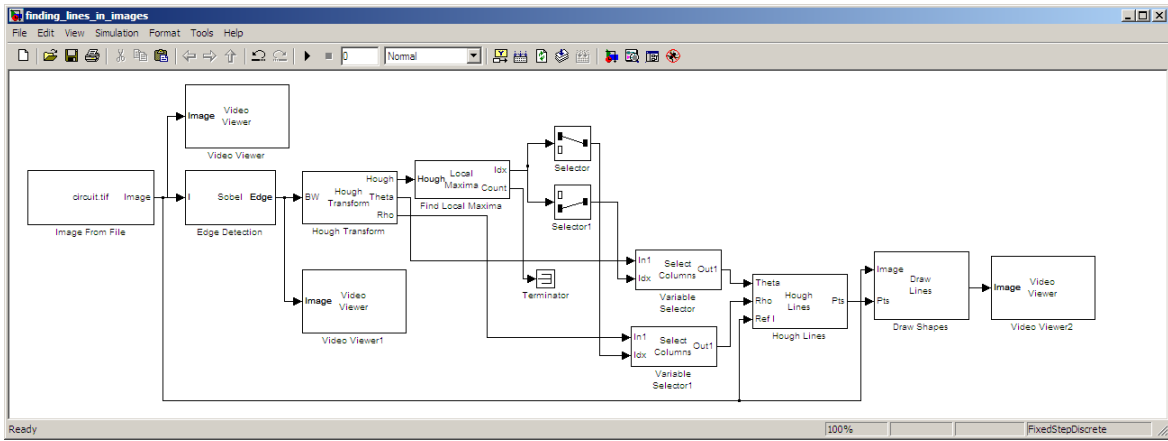 finding_lines_in_images
File Edit View Simulation Format Tools Help
0 Normal
Image Video Viewer
Video Viewer
circuit.tif Image
Image From File
I Sobel Edge
Edge Detection
BW Hough Transform Hough Theta Rho
Hough Transform
Hough Local Maxima Idx Count
Find Local Maxima
Selector
Selector1
Terminator
Image Video Viewer
Video Viewer1
In1 Idx Select Columns Out1
Variable Selector
In1 Idx Select Columns Out1
Variable Selector1
Theta Rho Ref I Hough Lines Pts
Hough Lines
Image Pts Draw Lines
Draw Shapes
Image Video Viewer
Video Viewer2
Ready 100% FixedStepDiscrete